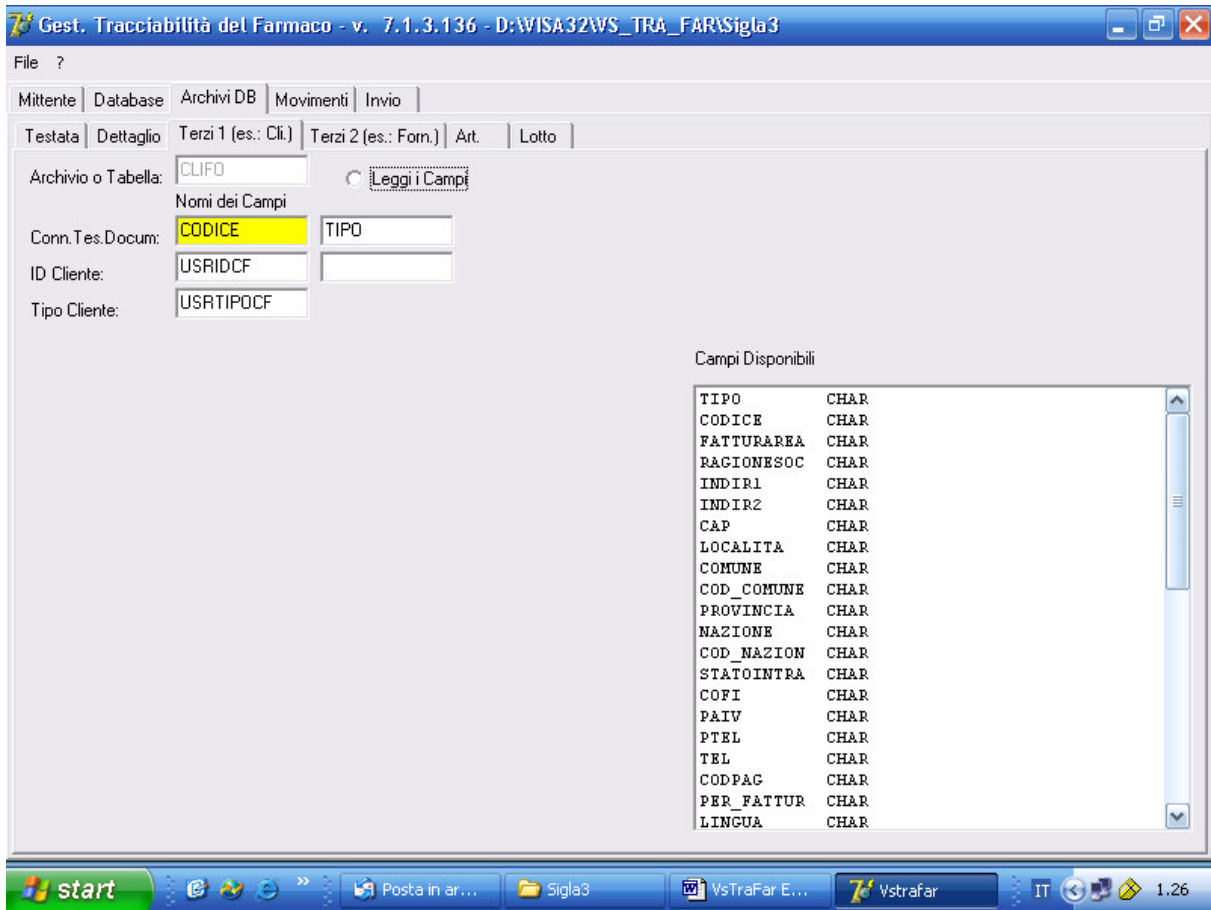 Gest. Tracciabilità del Farmaco - v. 7.1.3.136 - D:\VISA32\VS_TRA_FAR\Sigla3
File ?
Mittente Database Archivi DB Movimenti Invio
Testata Dettaglio Terzi 1 (es.: Cli.) Terzi 2 (es.: Forn.) Art. Lotto
Archivio o Tabella: CLIFO Leggi i Campi
Nomi dei Campi
Conn.Tes.Docum: CODICE TIPO
ID Cliente: USRIDCF
Tipo Cliente: USRTIPOCF
Campi Disponibili
TIPO CHAR
CODICE CHAR
FATTURAREA CHAR
RAGIONESOC CHAR
INDIR1 CHAR
INDIR2 CHAR
CAP CHAR
LOCALITA CHAR
COMUNE CHAR
COD_COMUNE CHAR
PROVINCIA CHAR
NAZIONE CHAR
COD_NAZION CHAR
STATOINTRA CHAR
COFI CHAR
PAIV CHAR
PTEL CHAR
TEL CHAR
CODPAG CHAR
PER_FATTUR CHAR
LINGUA CHAR
start » Posta in ar... Sigla3 VsTraFar E... Vstrafar IT 1.26